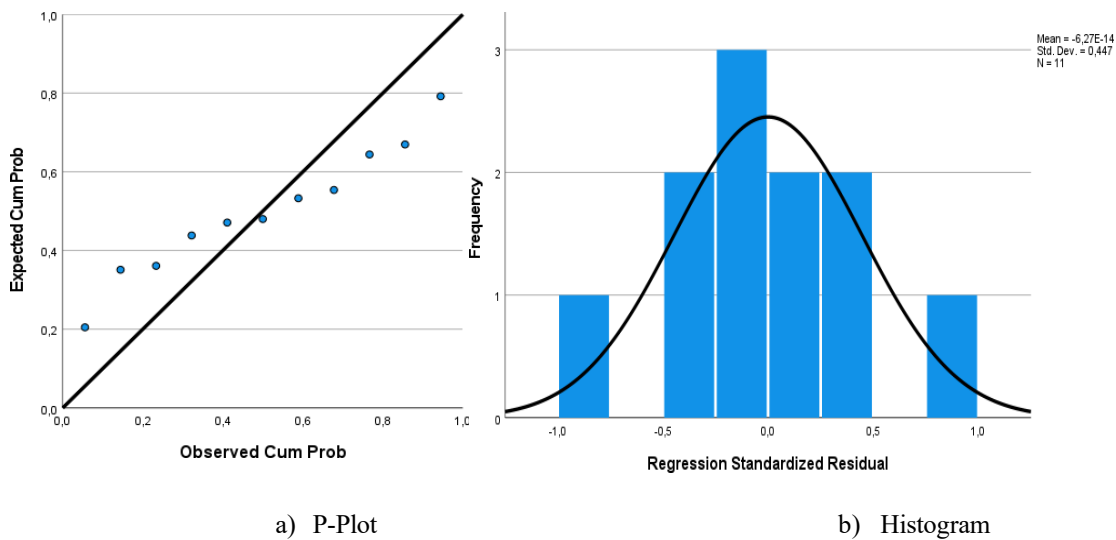 1,0
0,8
0,6
0,4
0,2
0,0
Expected Cum Prob
0,0 0,2 0,4 0,6 0,8 1,0
Observed Cum Prob
3
2
1
0
Frequency
-1,0 -0,5 0,0 0,5 1,0
Regression Standardized Residual
Mean = -6,27E-14
Std. Dev. = 0,447
N = 11
a) P-Plot
b) Histogram